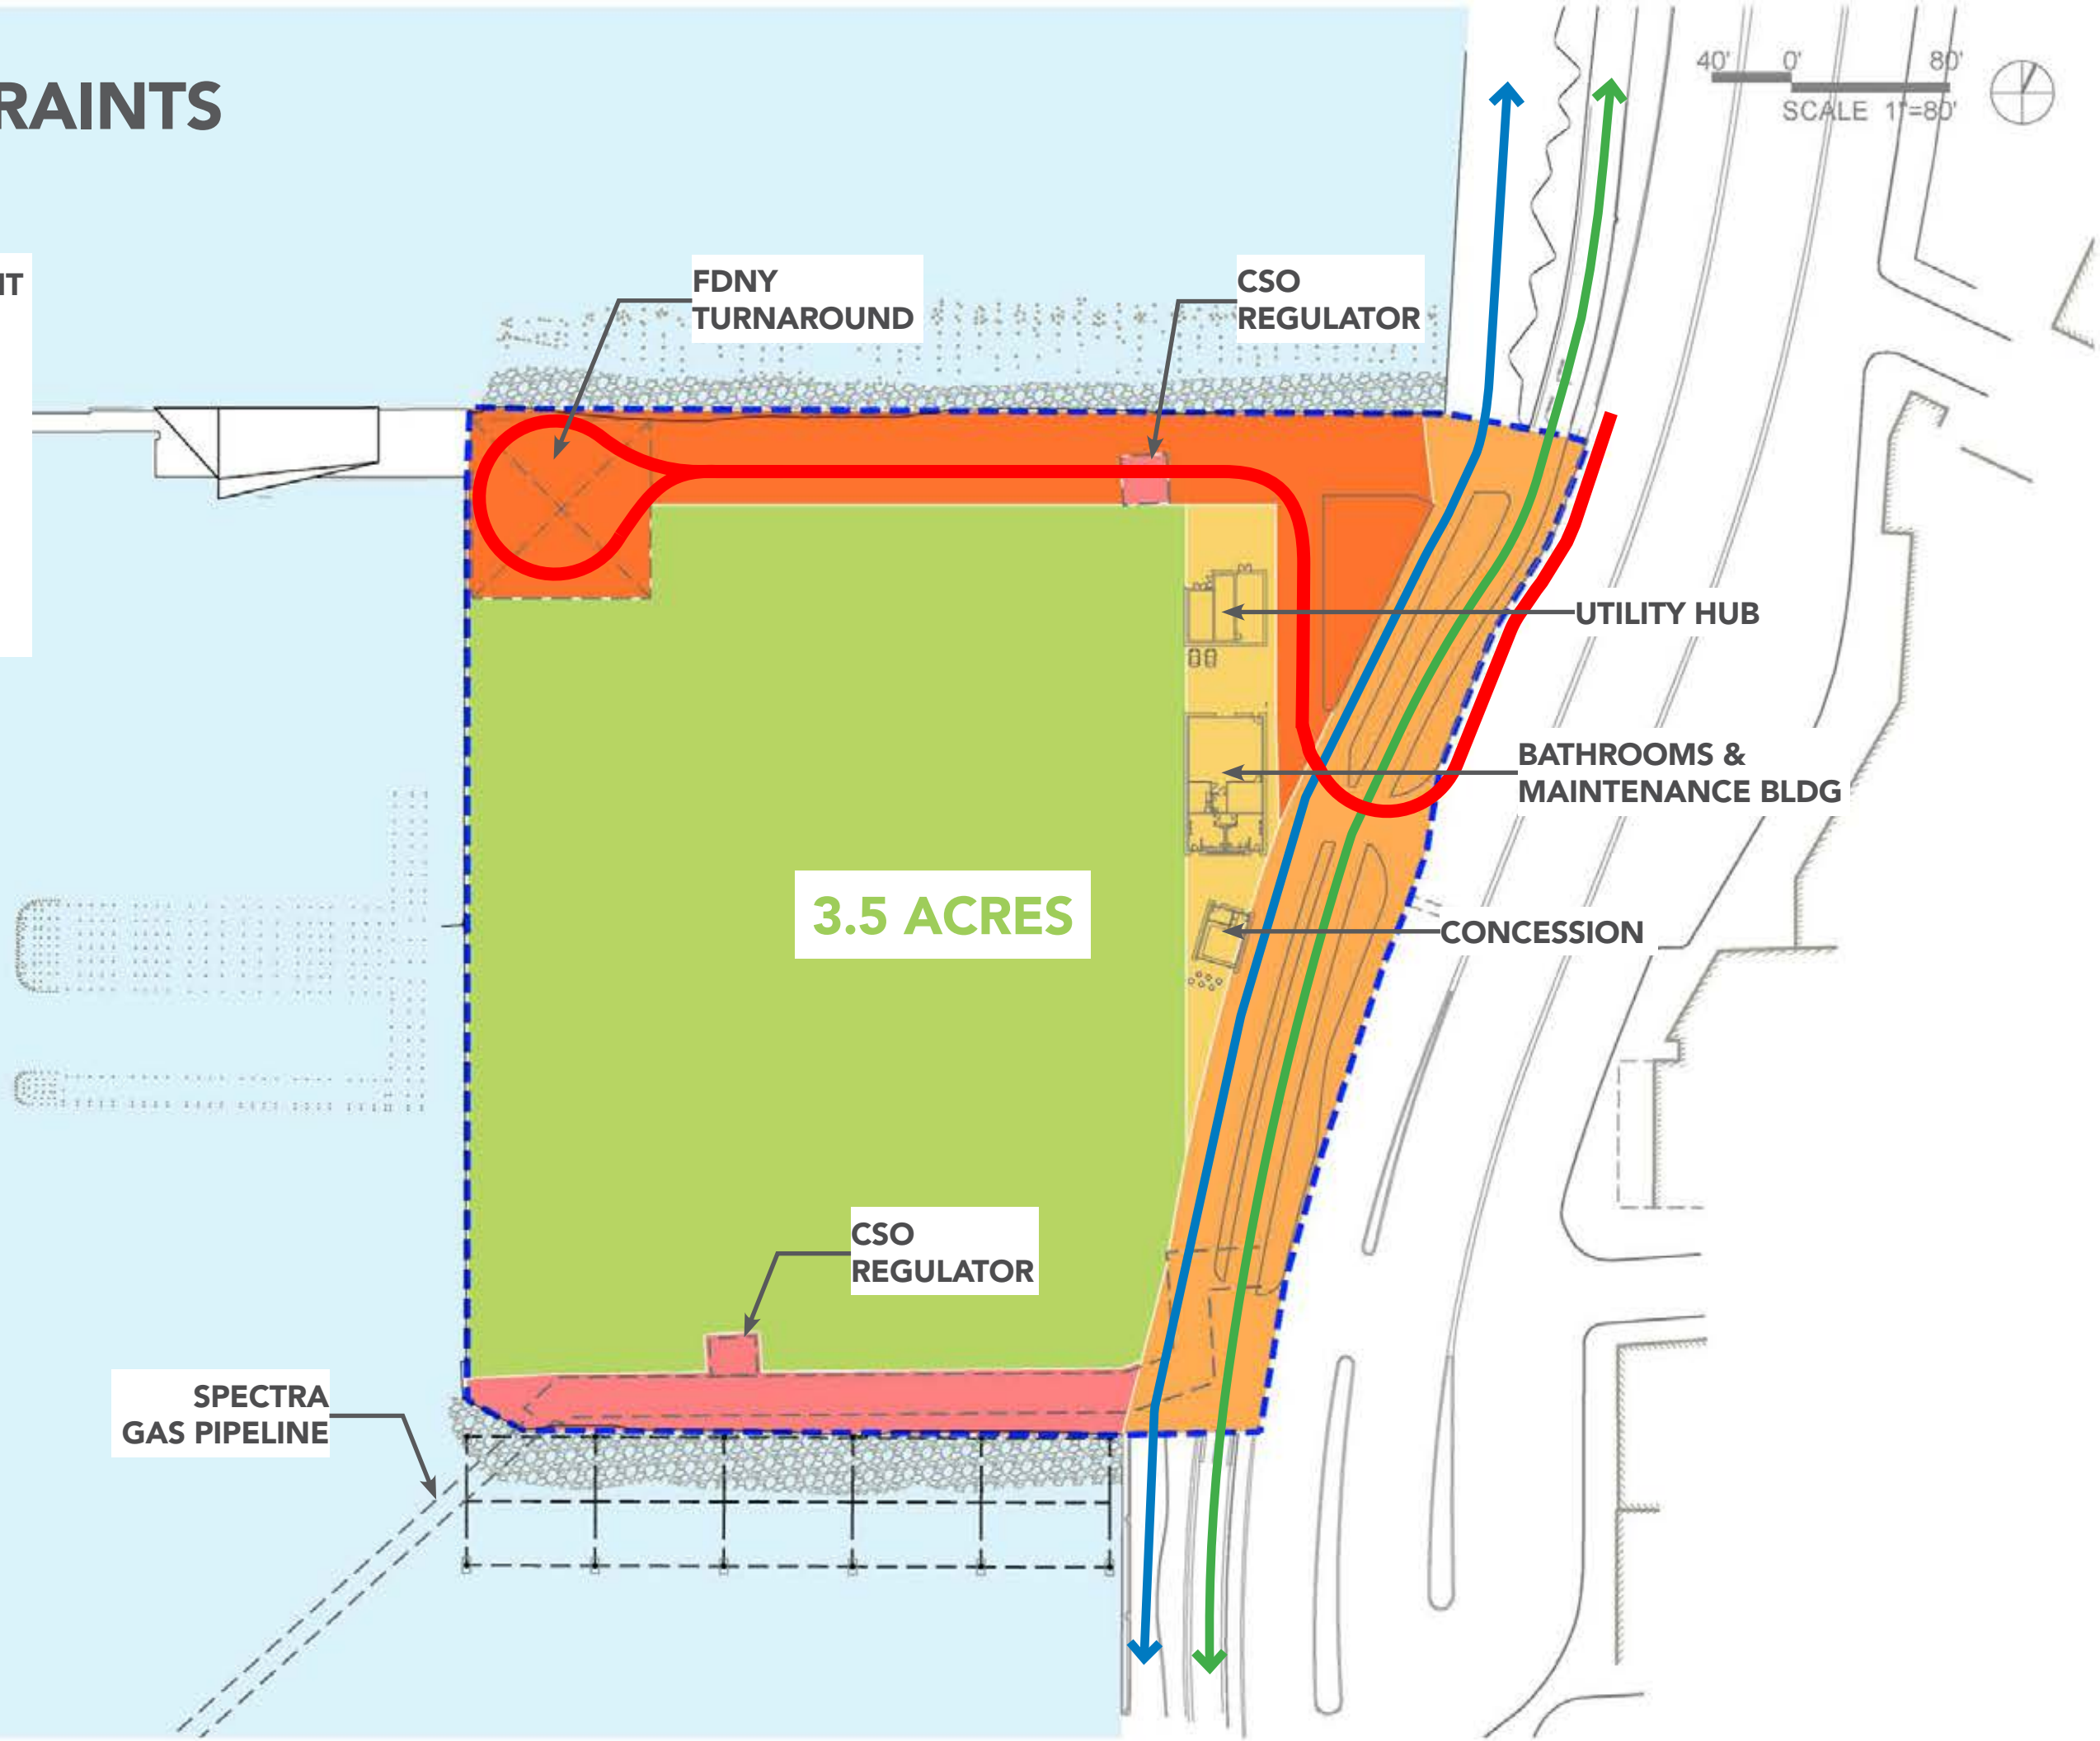 RAINTS
40' 0' 80'
SCALE 1"=80'
IT
FDNY
TURNAROUND
CSO
REGULATOR
UTILITY HUB
BATHROOMS &
MAINTENANCE BLDG
3.5 ACRES
CONCESSION
CSO
REGULATOR
SPECTRA
GAS PIPELINE